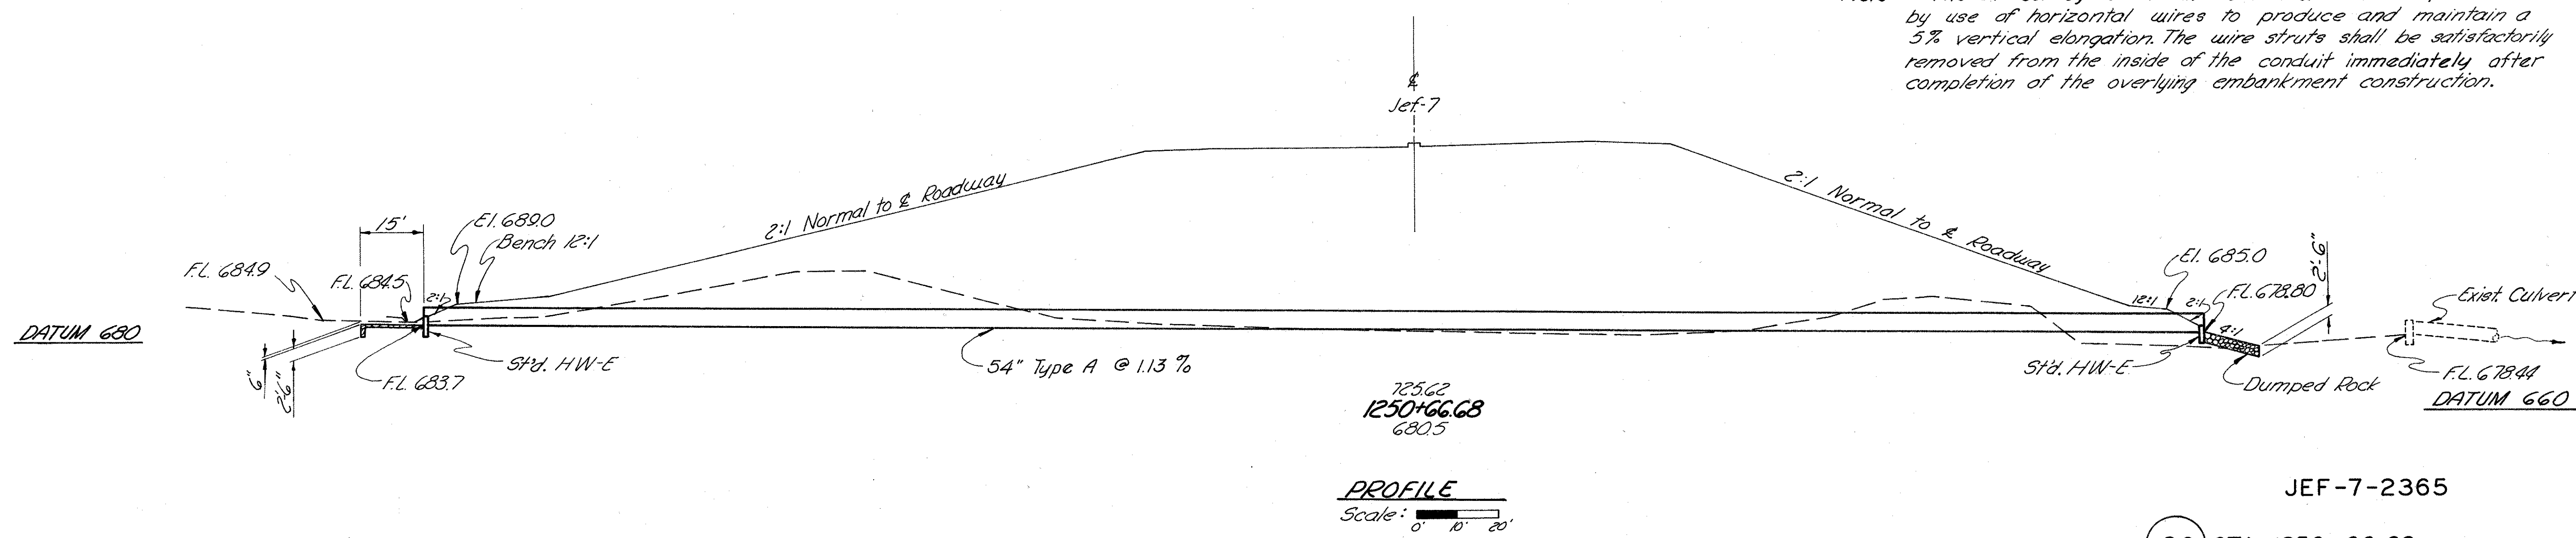 by use of horizontal wires to produce and maintain a
5% vertical elongation. The wire struts shall be satisfactorily
removed from the inside of the conduit immediately after
completion of the overlying embankment construction.
℄
Jef-7
2:1 Normal to ℄ Roadway
2:1 Normal to ℄ Roadway
15'
El. 689.0
Bench 12:1
F.L. 684.9
F.L. 684.5
2:1
DATUM 680
6"
2'-6"
F.L. 683.7
St'd. HW-E
54" Type A @ 1.13 %
El. 685.0
2'-6"
12:1
2:1
F.L. 678.80
4:1
Exist. Culvert
St'd. HW-E
Dumped Rock
F.L. 678.44
DATUM 660
725.62
1250+66.68
680.5
PROFILE
Scale:
0' 10' 20'
JEF-7-2365